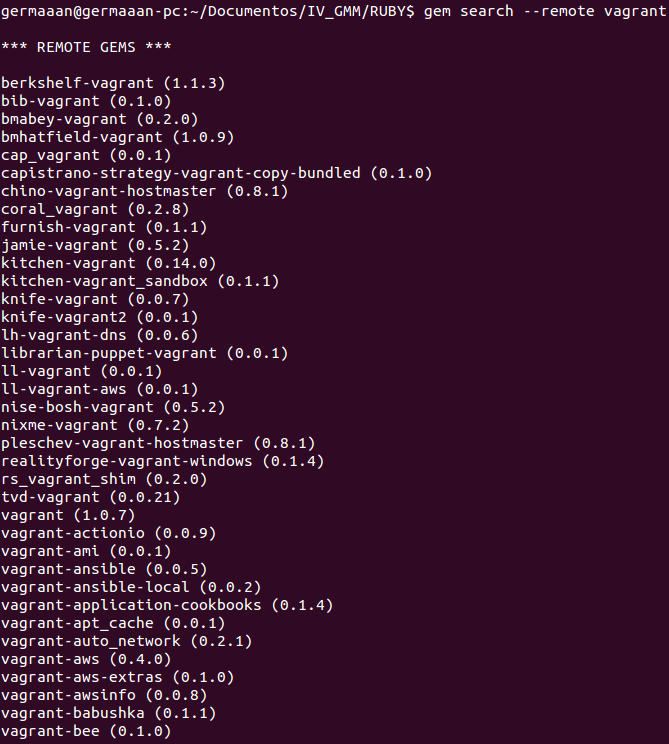 germaaan@germaaan-pc:~/Documentos/IV_GMM/RUBY$ gem search --remote vagrant
*** REMOTE GEMS ***
berkshelf-vagrant (1.1.3)
bib-vagrant (0.1.0)
bmabey-vagrant (0.2.0)
bmhatfield-vagrant (1.0.9)
cap_vagrant (0.0.1)
capistrano-strategy-vagrant-copy-bundled (0.1.0)
chino-vagrant-hostmaster (0.8.1)
coral_vagrant (0.2.8)
furnish-vagrant (0.1.1)
jamie-vagrant (0.5.2)
kitchen-vagrant (0.14.0)
kitchen-vagrant_sandbox (0.1.1)
knife-vagrant (0.0.7)
knife-vagrant2 (0.0.1)
lh-vagrant-dns (0.0.6)
librarian-puppet-vagrant (0.0.1)
ll-vagrant (0.0.1)
ll-vagrant-aws (0.0.1)
nise-bosh-vagrant (0.5.2)
nixme-vagrant (0.7.2)
pleschev-vagrant-hostmaster (0.8.1)
realityforge-vagrant-windows (0.1.4)
rs_vagrant_shim (0.2.0)
tvd-vagrant (0.0.21)
vagrant (1.0.7)
vagrant-actionio (0.0.9)
vagrant-ami (0.0.1)
vagrant-ansible (0.0.5)
vagrant-ansible-local (0.0.2)
vagrant-application-cookbooks (0.1.4)
vagrant-apt_cache (0.0.1)
vagrant-auto_network (0.2.1)
vagrant-aws (0.4.0)
vagrant-aws-extras (0.1.0)
vagrant-awsinfo (0.0.8)
vagrant-babushka (0.1.1)
vagrant-bee (0.1.0)